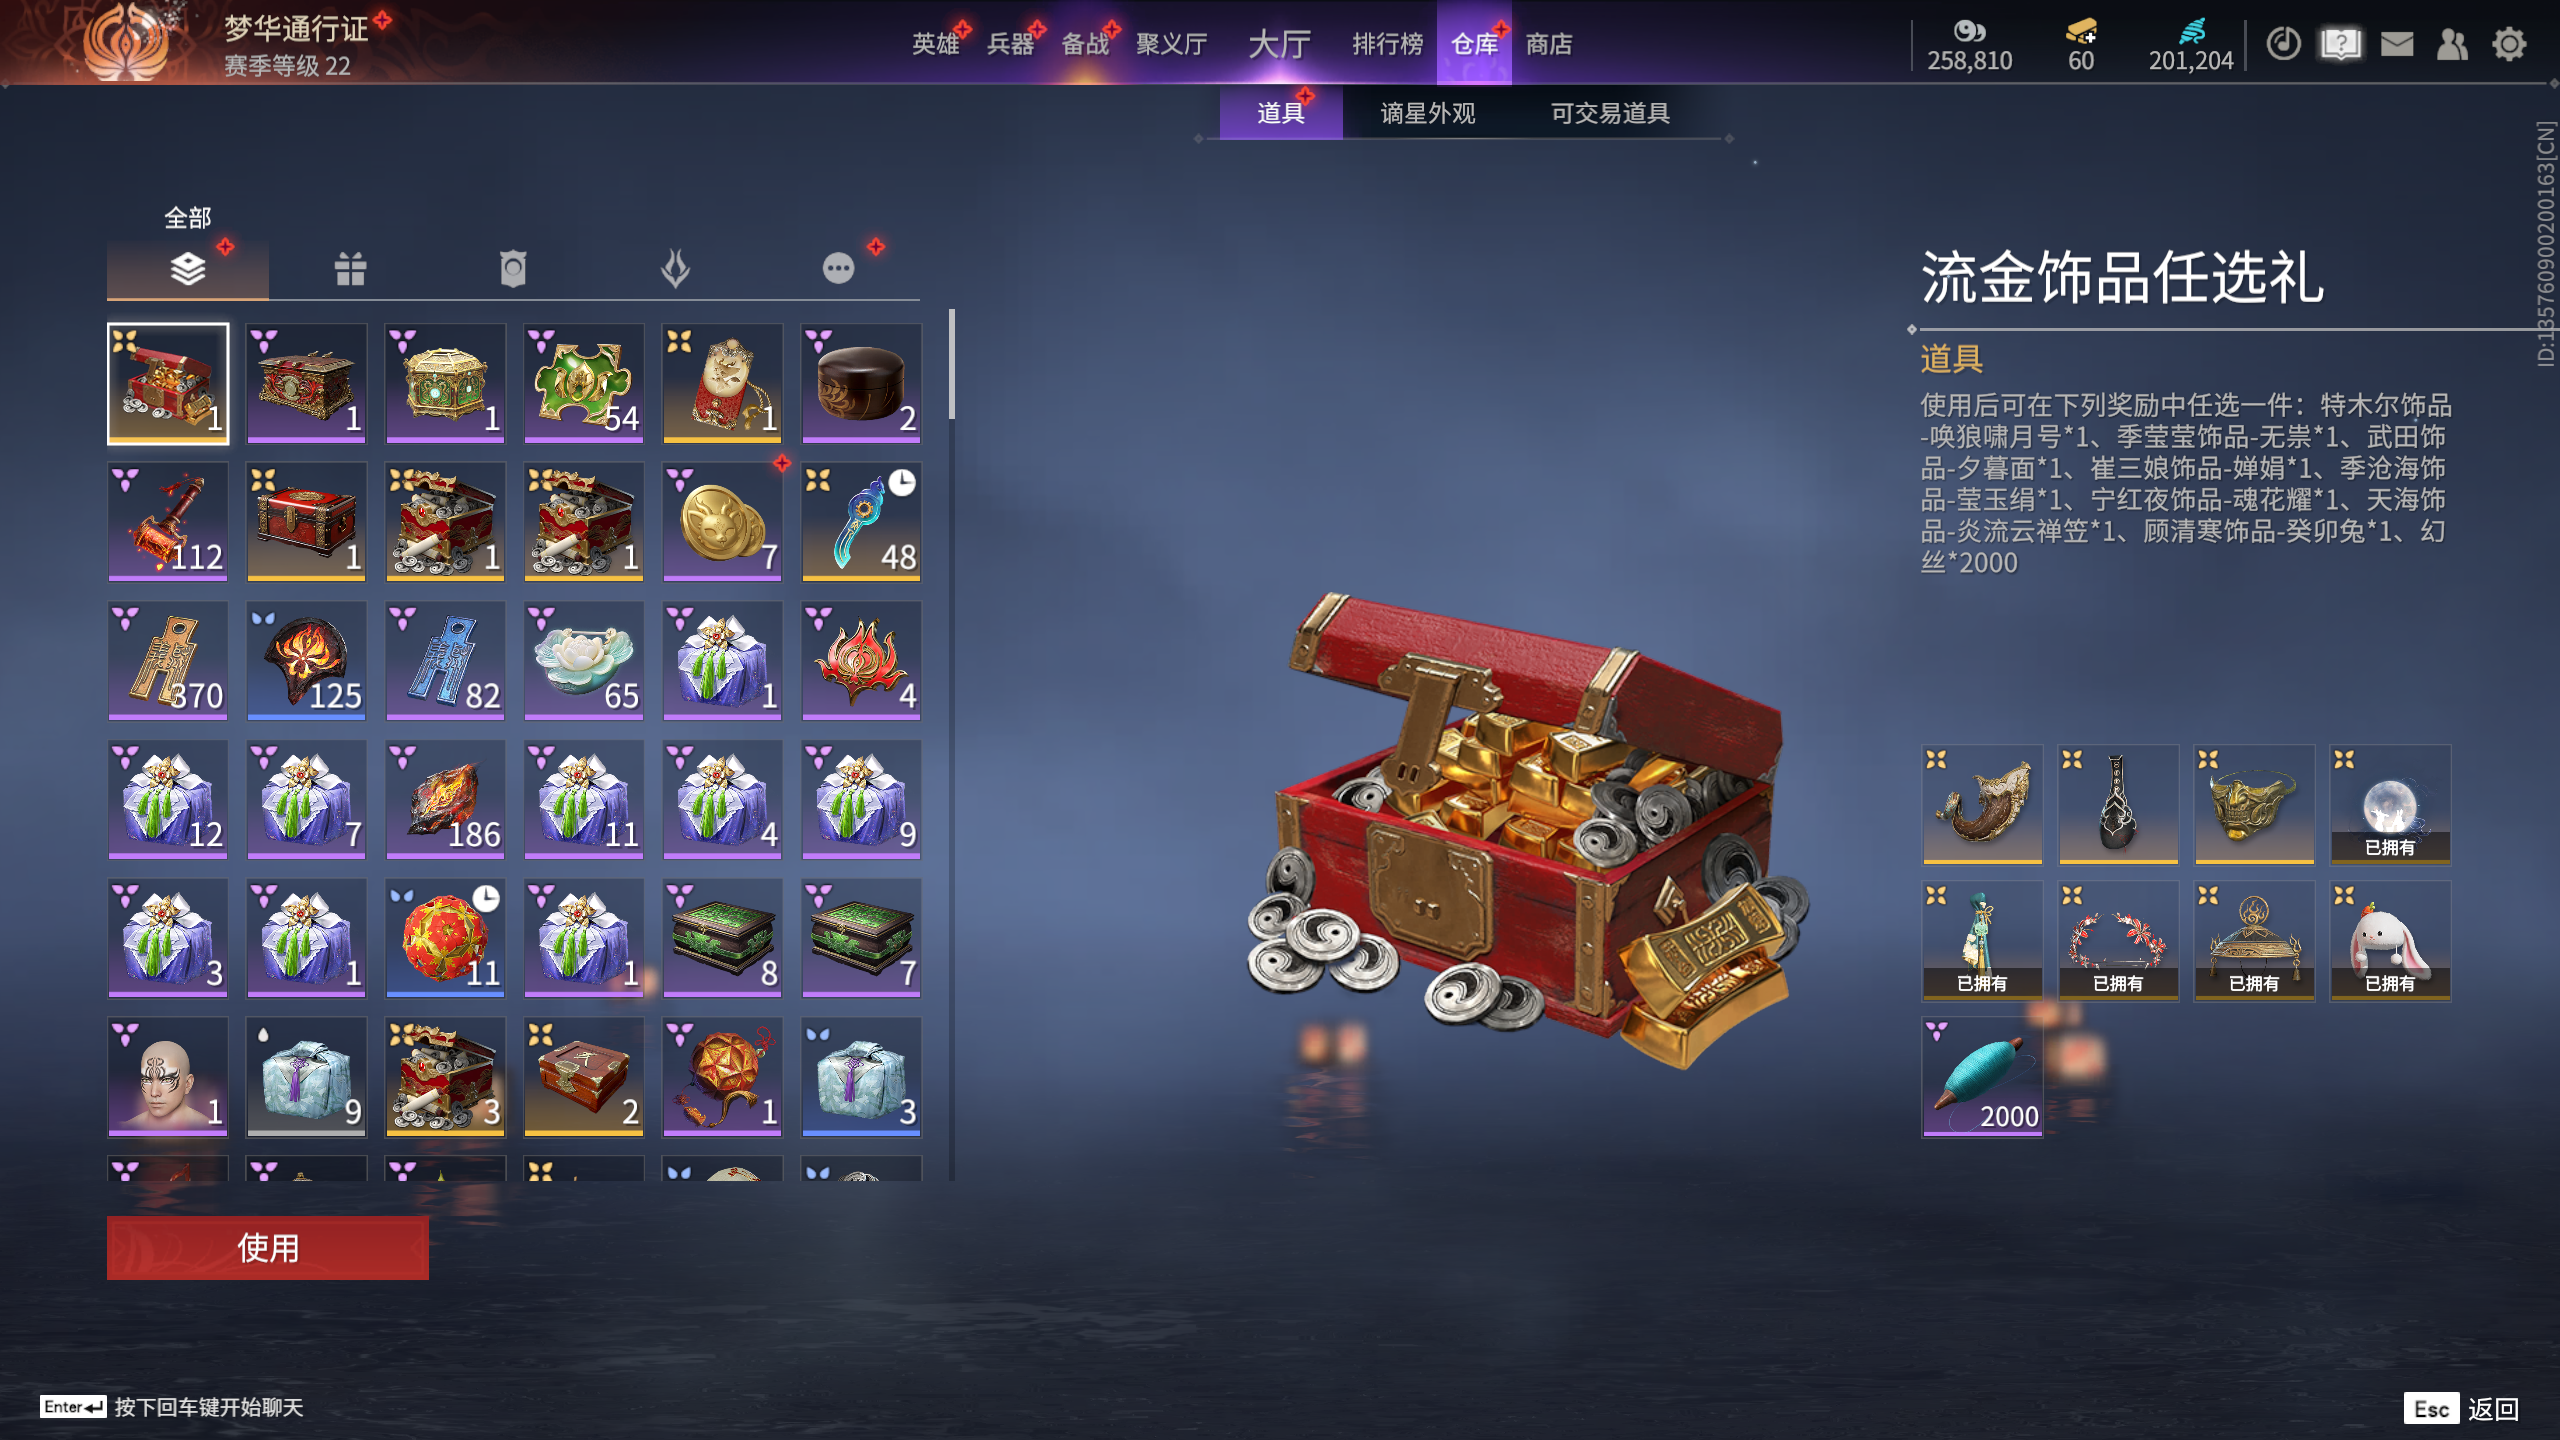 梦华通行证
赛季等级 22
英雄 兵器 备战 聚义厅 大厅 排行榜 仓库 商店
258,810 60 201,204
道具 谪星外观 可交易道具
ID:1357609002200163[CN]
全部
流金饰品任选礼
道具
使用后可在下列奖励中任选一件：特木尔饰品
-唤狼啸月号*1、季莹莹饰品-无祟*1、武田饰
品-夕暮面*1、崔三娘饰品-婵娟*1、季沧海饰
品-莹玉绢*1、宁红夜饰品-魂花耀*1、天海饰
品-炎流云禅笠*1、顾清寒饰品-癸卯兔*1、幻
丝*2000
1 1 1 54 1 2
112 1 1 1 7 48
370 125 82 65 1 4
12 7 186 11 4 9
3 1 11 1 8 7
1 9 3 2 1 3
已拥有
已拥有 已拥有 已拥有 已拥有
2000
使用
Enter 按下回车键开始聊天
Esc 返回